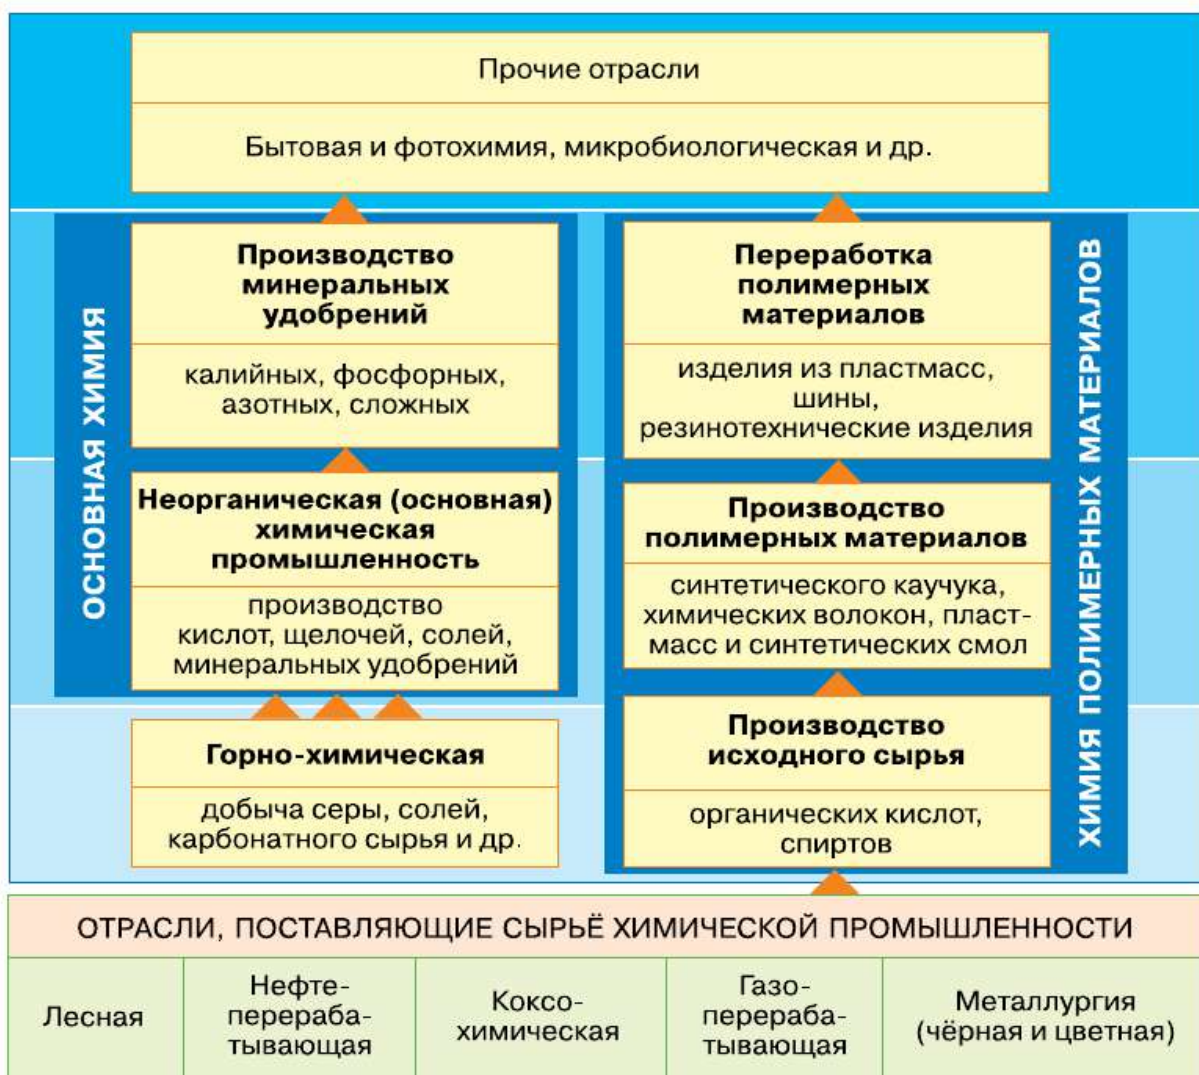 Прочие отрасли
Бытовая и фотохимия, микробиологическая и др.
ОСНОВНАЯ ХИМИЯ
Производство
минеральных
удобрений
калийных, фосфорных,
азотных, сложных
Неорганическая (основная)
химическая
промышленность
производство
кислот, щелочей, солей,
минеральных удобрений
Горно-химическая
добыча серы, солей,
карбонатного сырья и др.
Переработка
полимерных
материалов
изделия из пластмасс,
шины,
резинотехнические изделия
Производство
полимерных материалов
синтетического каучука,
химических волокон, пласт-
масс и синтетических смол
Производство
исходного сырья
органических кислот,
спиртов
ХИМИЯ ПОЛИМЕРНЫХ МАТЕРИАЛОВ
ОТРАСЛИ, ПОСТАВЛЯЮЩИЕ СЫРЬЁ ХИМИЧЕСКОЙ ПРОМЫШЛЕННОСТИ
Лесная
Нефте-
перераба-
тывающая
Коксо-
химическая
Газо-
перераба-
тывающая
Металлургия
(чёрная и цветная)